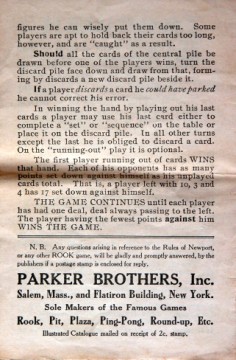 figures he can wisely put them down. Some
players are apt to hold back their cards too long,
however, and are "caught" as a result.
Should all the cards of the central pile be
drawn before one of the players wins, turn the
discard pile face down and draw from that, form-
ing by discards a new discard pile beside it.
If a player discards a card he could have parked
he cannot correct his error.
In winning the hand by playing out his last
cards a player may use his last card either to
complete a "set" or "sequence" on the table or
place it on the discard pile. In all other turns
except the last he is obliged to discard a card.
On the "running-out" play it is optional.
The first player running out of cards WINS
that hand. Each of his opponents has as many
points set down against himself as his unplayed
cards total. That is, a player left with 10, 3 and
4 has 17 set down against himself.
THE GAME CONTINUES until each player
has had one deal, deal always passing to the left.
The player having the fewest points against him
WINS THE GAME.
N. B. Any questions arising in reference to the Rules of Newport,
or any other ROOK game, will be gladly and promptly answered, by the
publishers if a postage stamp is enclosed for reply.
PARKER BROTHERS, Inc.
Salem, Mass., and Flatiron Building, New York.
Sole Makers of the Famous Games
Rook, Pit, Plaza, Ping-Pong, Round-up, Etc.
Illustrated Catalogue mailed on receipt of 2c. stamp.